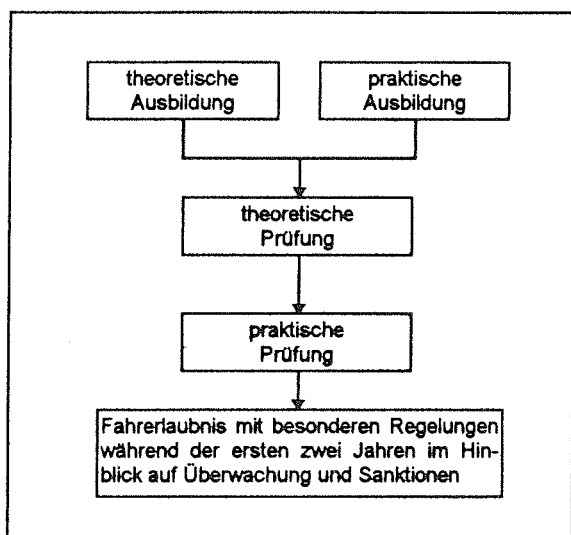 theoretische
Ausbildung
praktische
Ausbildung
theoretische
Prüfung
praktische
Prüfung
Fahrerlaubnis mit besonderen Regelungen
während der ersten zwei Jahren im Hin-
blick auf Überwachung und Sanktionen